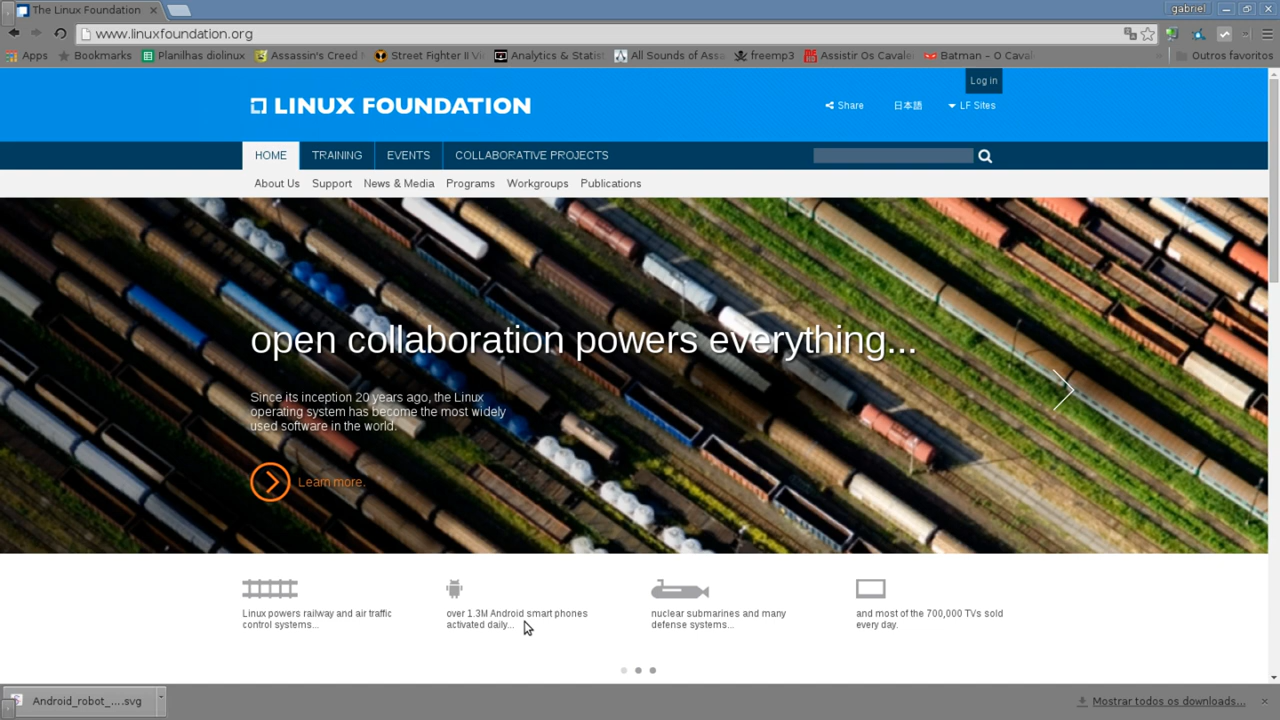 The Linux Foundation
gabriel
www.linuxfoundation.org
Apps Bookmarks Planilhas diolinux Assassin's Creed Street Fighter II Analytics & Statist All Sounds of Assa freemp3 Assistir Os Cavale Batman – O Caval Outros favoritos
Log in
LINUX FOUNDATION
Share 日本語 LF Sites
HOME TRAINING EVENTS COLLABORATIVE PROJECTS
About Us Support News & Media Programs Workgroups Publications
open collaboration powers everything...
Since its inception 20 years ago, the Linux
operating system has become the most widely
used software in the world.
Learn more.
Linux powers railway and air traffic
control systems...
over 1.3M Android smart phones
activated daily...
nuclear submarines and many
defense systems...
and most of the 700,000 TVs sold
every day.
Android_robot_....svg
Mostrar todos os downloads...